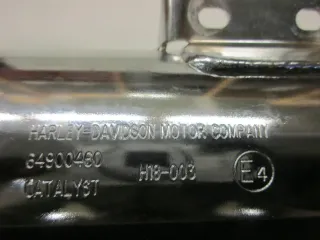 HARLEY-DAVIDSON MOTOR COMPANY
64900460 H18-003 E4
CATALYST